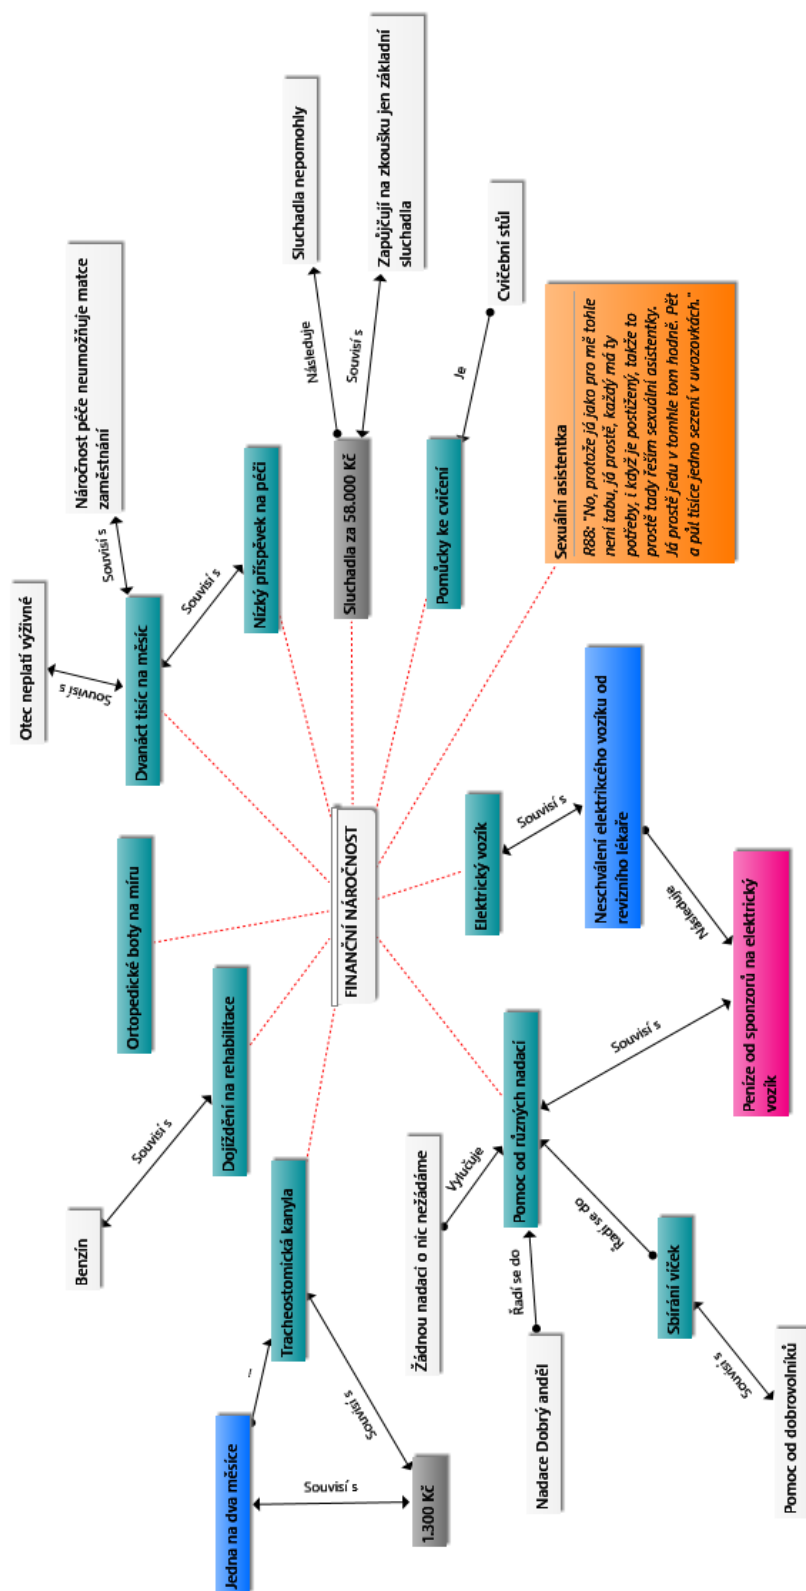 Jedna na dva měsíce
Souvisí s
1.300 Kč
Souvisí s
Tracheostomická kanyla
Benzín
Souvisí s
Dojíždění na rehabilitace
Ortopedické boty na míru
Otec neplatí výživné
Souvisí s
Dvanáct tisíc na měsíc
Souvisí s
Náročnost péče neumožňuje matce
zaměstnání
Souvisí s
Nízký příspěvek na péči
FINANČNÍ NÁROČNOST
Sluchadla za 58.000 Kč
Následuje
Sluchadla nepomohly
Souvisí s
Zapůjčují na zkoušku jen základní
sluchadla
Pomůcky ke cvičení
Je
Cvičební stůl
Sexuální asistentka
R88: "No, protože já jako pro mě tohle
není tabu, já prostě, každý má ty
potřeby, i když je postižený, takže to
prostě tady řeším sexuální asistentky.
Já prostě jedu v tomhle tom hodně. Pět
a půl tisíce jedno sezení v uvozovkách."
Elektrický vozík
Souvisí s
Neschválení elektrikcého vozíku od
revizního lékaře
Následuje
Peníze od sponzorů na elektrický
vozík
Souvisí s
Pomoc od různých nadací
Vylučuje
Žádnou nadaci o nic nežádáme
Řadí se do
Nadace Dobrý anděl
Řadí se do
Sbírání víček
Souvisí s
Pomoc od dobrovolníků